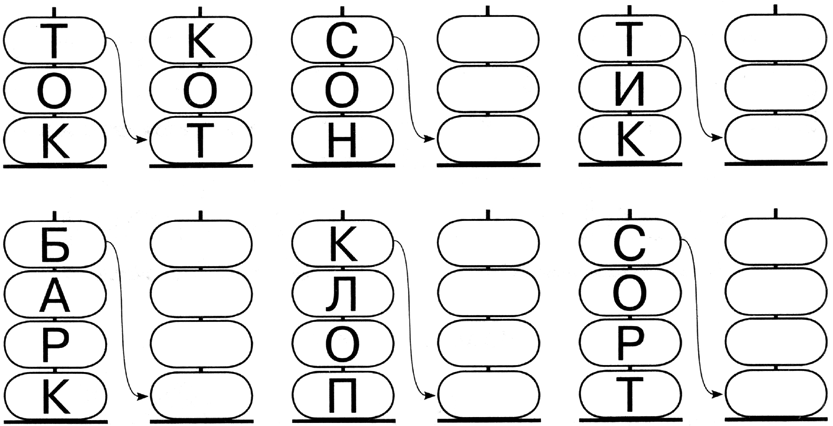 Т К С Т
О О О И
К Т Н К
Б К С
А Л О
Р О Р
К П Т